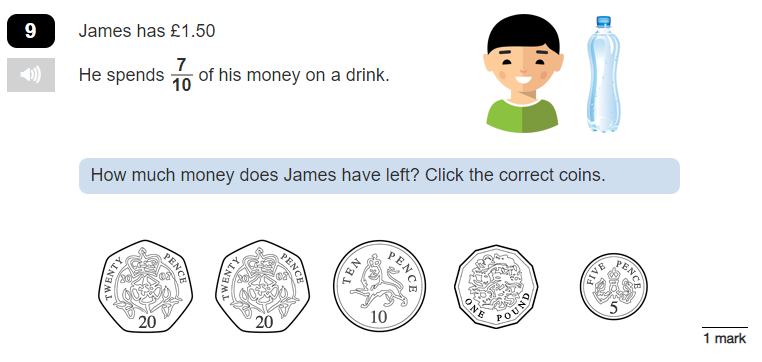 9
James has £1.50
He spends 7/10 of his money on a drink.
How much money does James have left? Click the correct coins.
TWENTY PENCE 20
TWENTY PENCE 20
TEN PENCE 10
ONE POUND
FIVE PENCE 5
1 mark